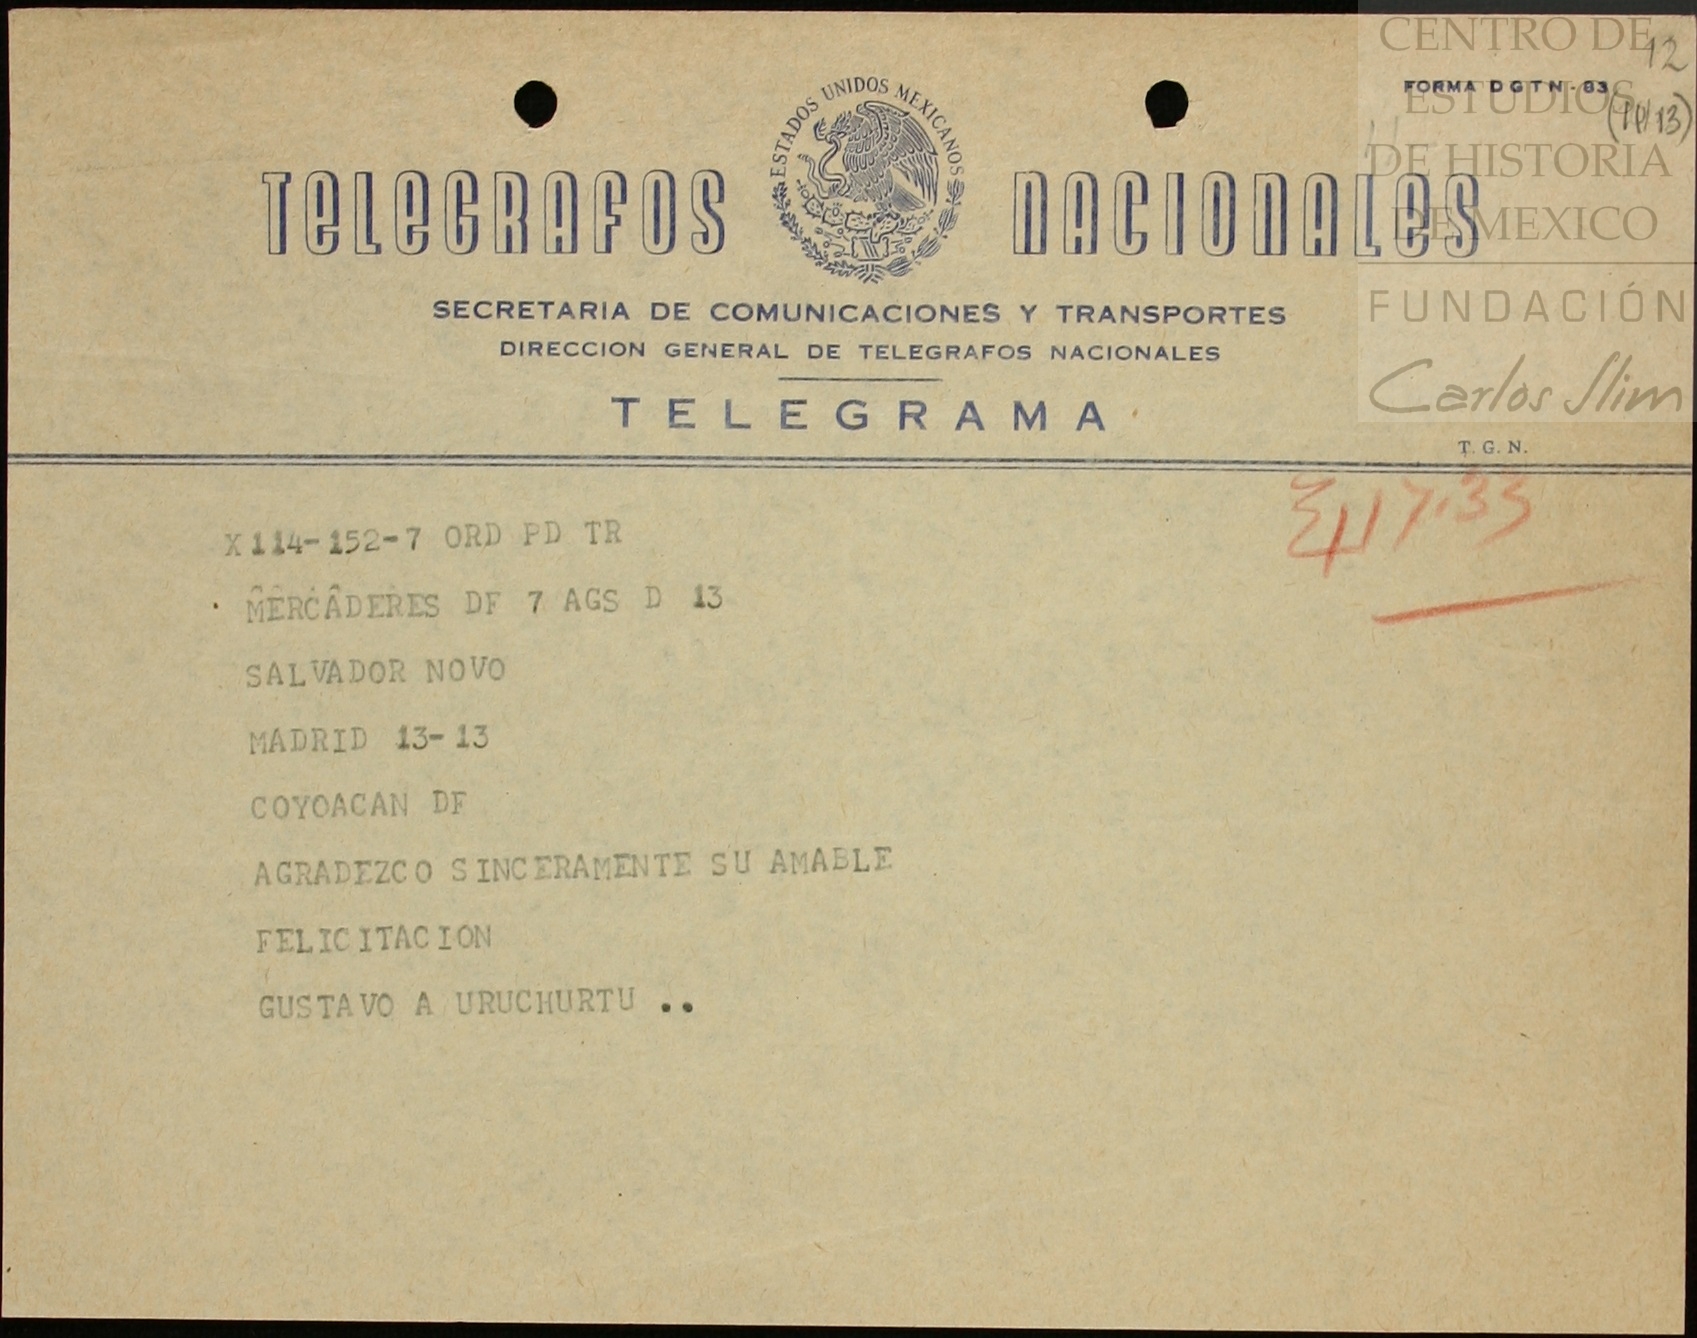 CENTRO DE
ESTUDIOS
DE HISTORIA
DE MEXICO
FUNDACIÓN
Carlos Slim
12
FORMA D G T N - 83
ESTADOS UNIDOS MEXICANOS
TELEGRAFOS NACIONALES
SECRETARIA DE COMUNICACIONES Y TRANSPORTES
DIRECCION GENERAL DE TELEGRAFOS NACIONALES
TELEGRAMA
T. G. N.
X114-152-7 ORD PD TR
MERCADERES DF 7 AGS D 13
SALVADOR NOVO
MADRID 13-13
COYOACAN DF
AGRADEZCO SINCERAMENTE SU AMABLE
FELICITACION
GUSTAVO A URUCHURTU ..